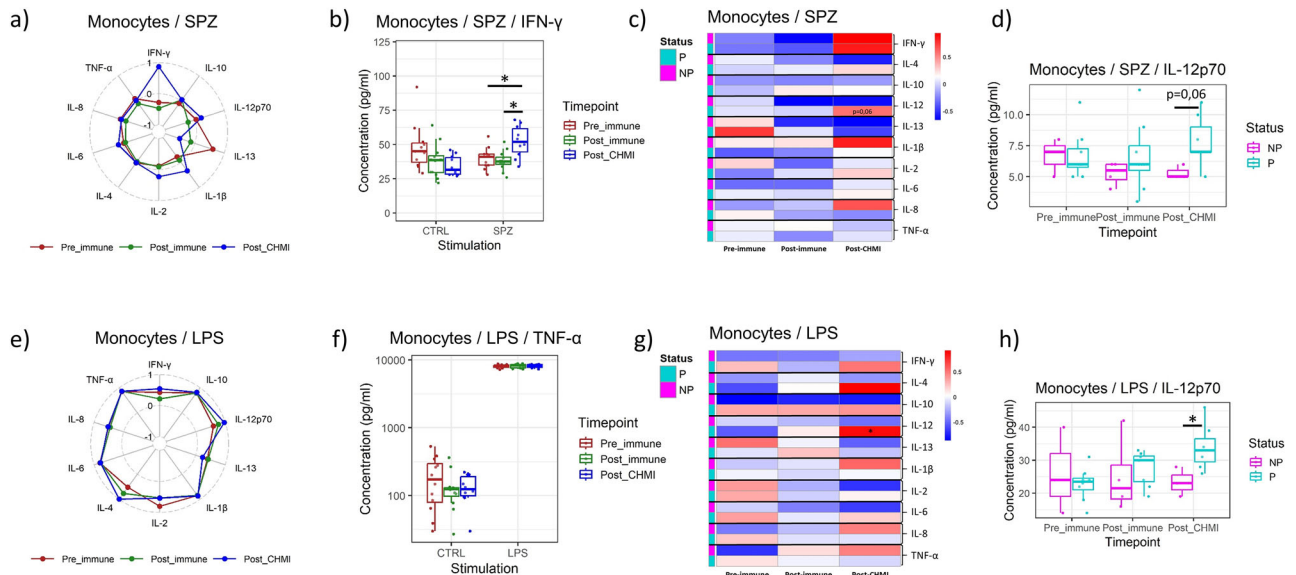 a)
Monocytes / SPZ
IFN-γ
IL-10
IL-12p70
IL-13
IL-1β
IL-2
IL-4
IL-6
IL-8
TNF-α
1
0
-1
Pre_immune
Post_immune
Post_CHMI
b)
Monocytes / SPZ / IFN-γ
Concentration (pg/ml)
125
100
75
50
25
0
*
*
CTRL
SPZ
Stimulation
Timepoint
Pre_immune
Post_immune
Post_CHMI
c)
Monocytes / SPZ
Status
P
NP
IFN-γ
IL-4
IL-10
IL-12
IL-13
IL-1β
IL-2
IL-6
IL-8
TNF-α
p=0,06
Pre-immune
Post-immune
Post-CHMI
0.5
0
-0.5
d)
Monocytes / SPZ / IL-12p70
p=0,06
Concentration (pg/ml)
10.0
7.5
5.0
Pre_immune
Post_immune
Post_CHMI
Timepoint
Status
NP
P
e)
Monocytes / LPS
IFN-γ
IL-10
IL-12p70
IL-13
IL-1β
IL-2
IL-4
IL-6
IL-8
TNF-α
1
0
-1
Pre_immune
Post_immune
Post_CHMI
f)
Monocytes / LPS / TNF-α
Concentration (pg/ml)
10000
1000
100
CTRL
LPS
Stimulation
Timepoint
Pre_immune
Post_immune
Post_CHMI
g)
Monocytes / LPS
Status
P
NP
IFN-γ
IL-4
IL-10
IL-12
IL-13
IL-1β
IL-2
IL-6
IL-8
TNF-α
*
Pre-immune
Post-immune
Post-CHMI
0.5
0
-0.5
h)
Monocytes / LPS / IL-12p70
*
Concentration (pg/ml)
40
30
20
Pre_immune
Post_immune
Post_CHMI
Timepoint
Status
NP
P